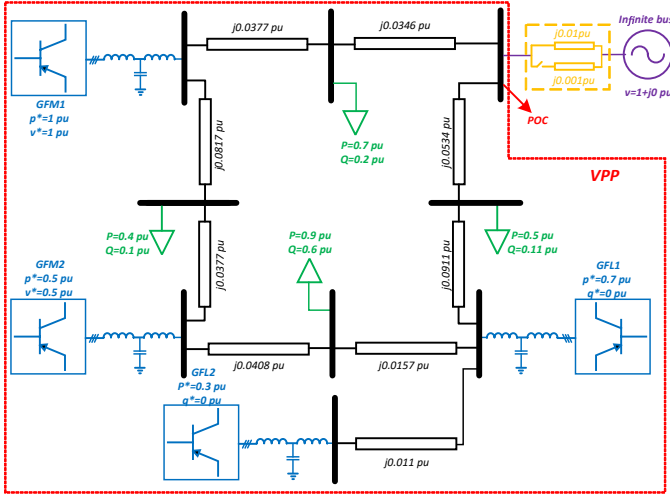 j0.0377 pu
j0.0346 pu
j0.01pu
j0.001pu
Infinite bus
v=1+j0 pu
GFM1
p*=1 pu
v*=1 pu
POC
P=0.7 pu
Q=0.2 pu
j0.0817 pu
j0.0534 pu
VPP
P=0.4 pu
Q=0.1 pu
P=0.9 pu
Q=0.6 pu
P=0.5 pu
Q=0.11 pu
GFM2
p*=0.5 pu
v*=0.5 pu
j0.0377 pu
j0.0911 pu
GFL1
p*=0.7 pu
q*=0 pu
j0.0408 pu
j0.0157 pu
GFL2
P*=0.3 pu
q*=0 pu
j0.011 pu